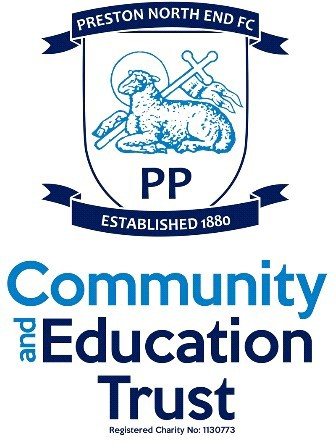 PRESTON NORTH END FC
PP
ESTABLISHED 1880
Community
and Education
Trust
Registered Charity No: 1130773